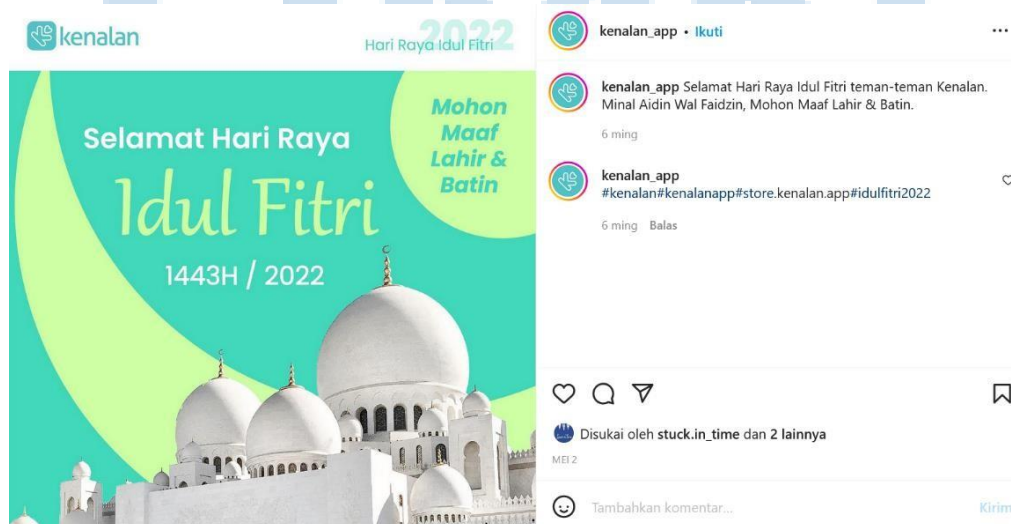 kenalan
2022
Hari Raya Idul Fitri
Mohon
Maaf
Lahir &
Batin
Selamat Hari Raya
Idul Fitri
1443H / 2022
kenalan_app • Ikuti
kenalan_app Selamat Hari Raya Idul Fitri teman-teman Kenalan.
Minal Aidin Wal Faidzin, Mohon Maaf Lahir & Batin.
6 ming
kenalan_app
#kenalan#kenalanapp#store.kenalan.app#idulfitri2022
6 ming Balas
Disukai oleh stuck.in_time dan 2 lainnya
MEI 2
Tambahkan komentar... Kirim